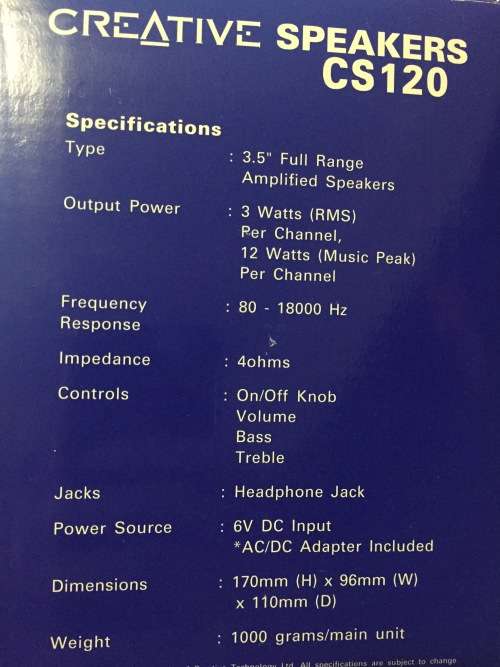 CREATIVE SPEAKERS
CS120
Specifications
Type : 3.5" Full Range
Amplified Speakers
Output Power : 3 Watts (RMS)
Per Channel,
12 Watts (Music Peak)
Per Channel
Frequency : 80 - 18000 Hz
Response
Impedance : 4ohms
Controls : On/Off Knob
Volume
Bass
Treble
Jacks : Headphone Jack
Power Source : 6V DC Input
*AC/DC Adapter Included
Dimensions : 170mm (H) x 96mm (W)
x 110mm (D)
Weight : 1000 grams/main unit
Technology Ltd. All specifications are subject to change